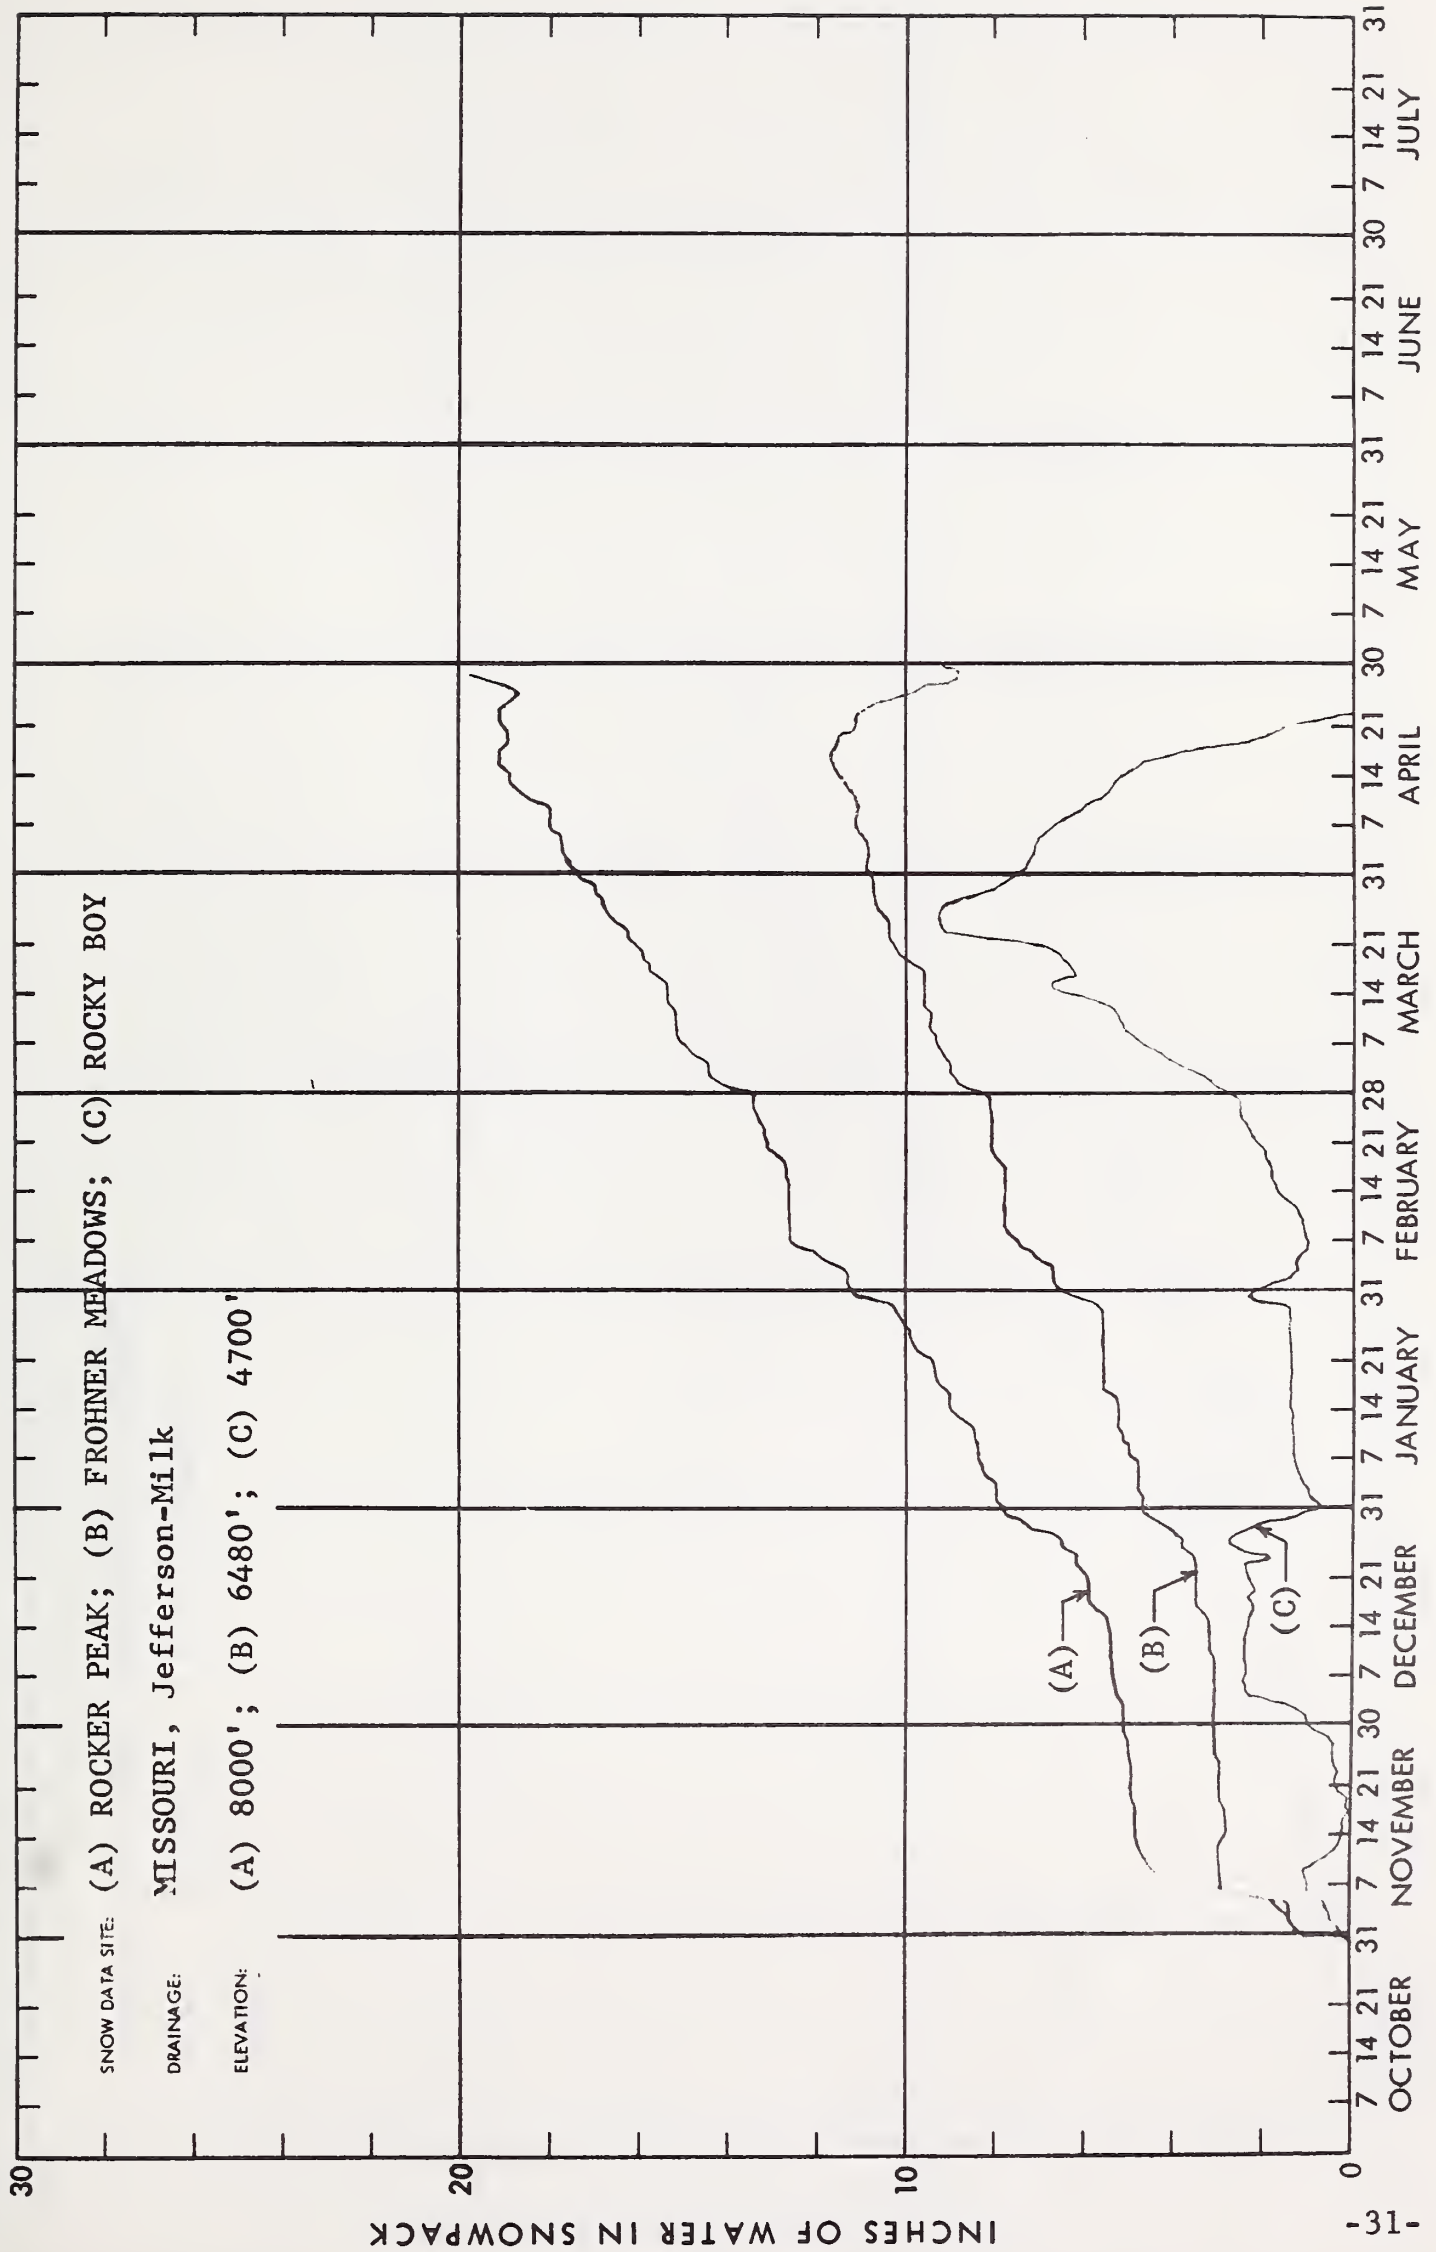 SNOW DATA SITE: (A) ROCKER PEAK; (B) FROHNER MEADOWS; (C) ROCKY BOY
DRAINAGE: MISSOURI, Jefferson-Milk
ELEVATION: (A) 8000'; (B) 6480'; (C) 4700'
INCHES OF WATER IN SNOWPACK
30
20
10
0
(A)
(B)
(C)
7 14 21 31 7 14 21 30 7 14 21 31 7 14 21 31 7 14 21 28 7 14 21 31 7 14 21 30 7 14 21 31 7 14 21 30 7 14 21 31
OCTOBER NOVEMBER DECEMBER JANUARY FEBRUARY MARCH APRIL MAY JUNE JULY
-31-